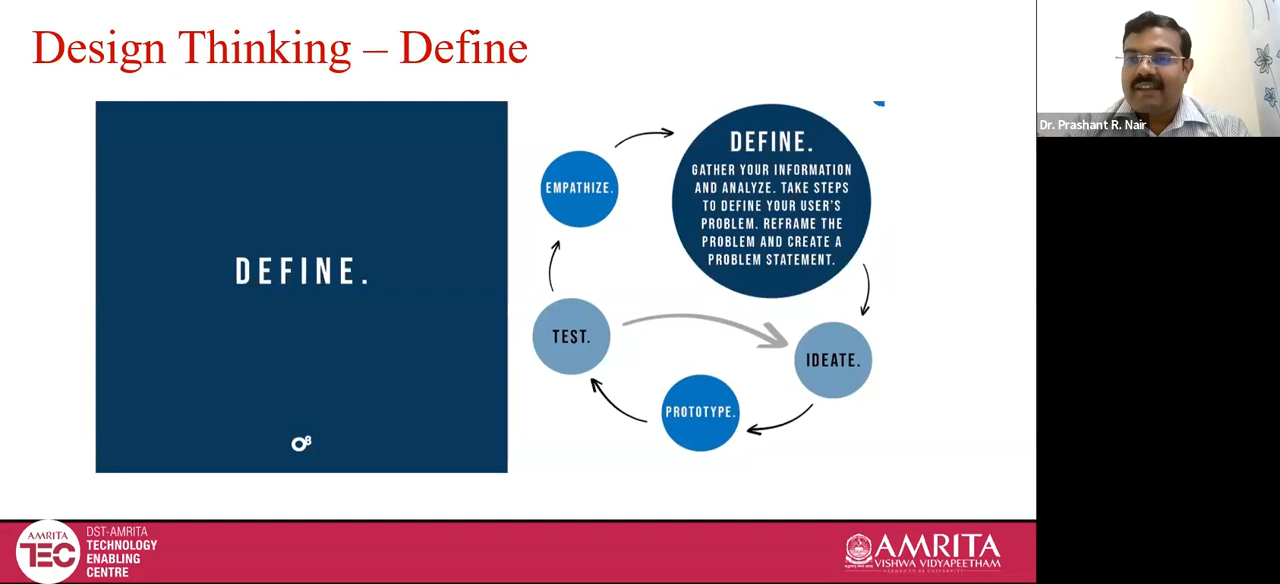 Design Thinking – Define
DEFINE.
O8
DEFINE.
GATHER YOUR INFORMATION
AND ANALYZE. TAKE STEPS
TO DEFINE YOUR USER'S
PROBLEM. REFRAME THE
PROBLEM AND CREATE A
PROBLEM STATEMENT.
EMPATHIZE.
TEST.
IDEATE.
PROTOTYPE.
Dr. Prashant R. Nair
AMRITA
TEC
DST-AMRITA
TECHNOLOGY
ENABLING
CENTRE
AMRITA
VISHWA VIDYAPEETHAM